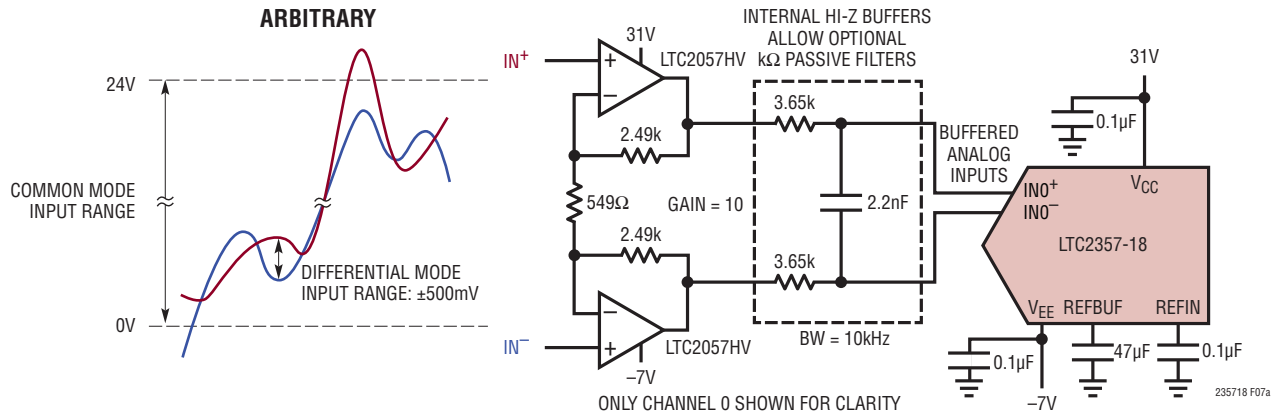 ARBITRARY
24V
COMMON MODE
INPUT RANGE
DIFFERENTIAL MODE
INPUT RANGE: ±500mV
0V
IN+
31V
LTC2057HV
+
–
2.49k
549Ω
GAIN = 10
2.49k
–
+
LTC2057HV
IN–
–7V
INTERNAL HI-Z BUFFERS
ALLOW OPTIONAL
kΩ PASSIVE FILTERS
3.65k
2.2nF
3.65k
BW = 10kHz
BUFFERED
ANALOG
INPUTS
31V
0.1µF
VCC
IN0+
IN0–
LTC2357-18
VEE REFBUF REFIN
0.1µF
47µF
0.1µF
–7V
ONLY CHANNEL 0 SHOWN FOR CLARITY
235718 F07a